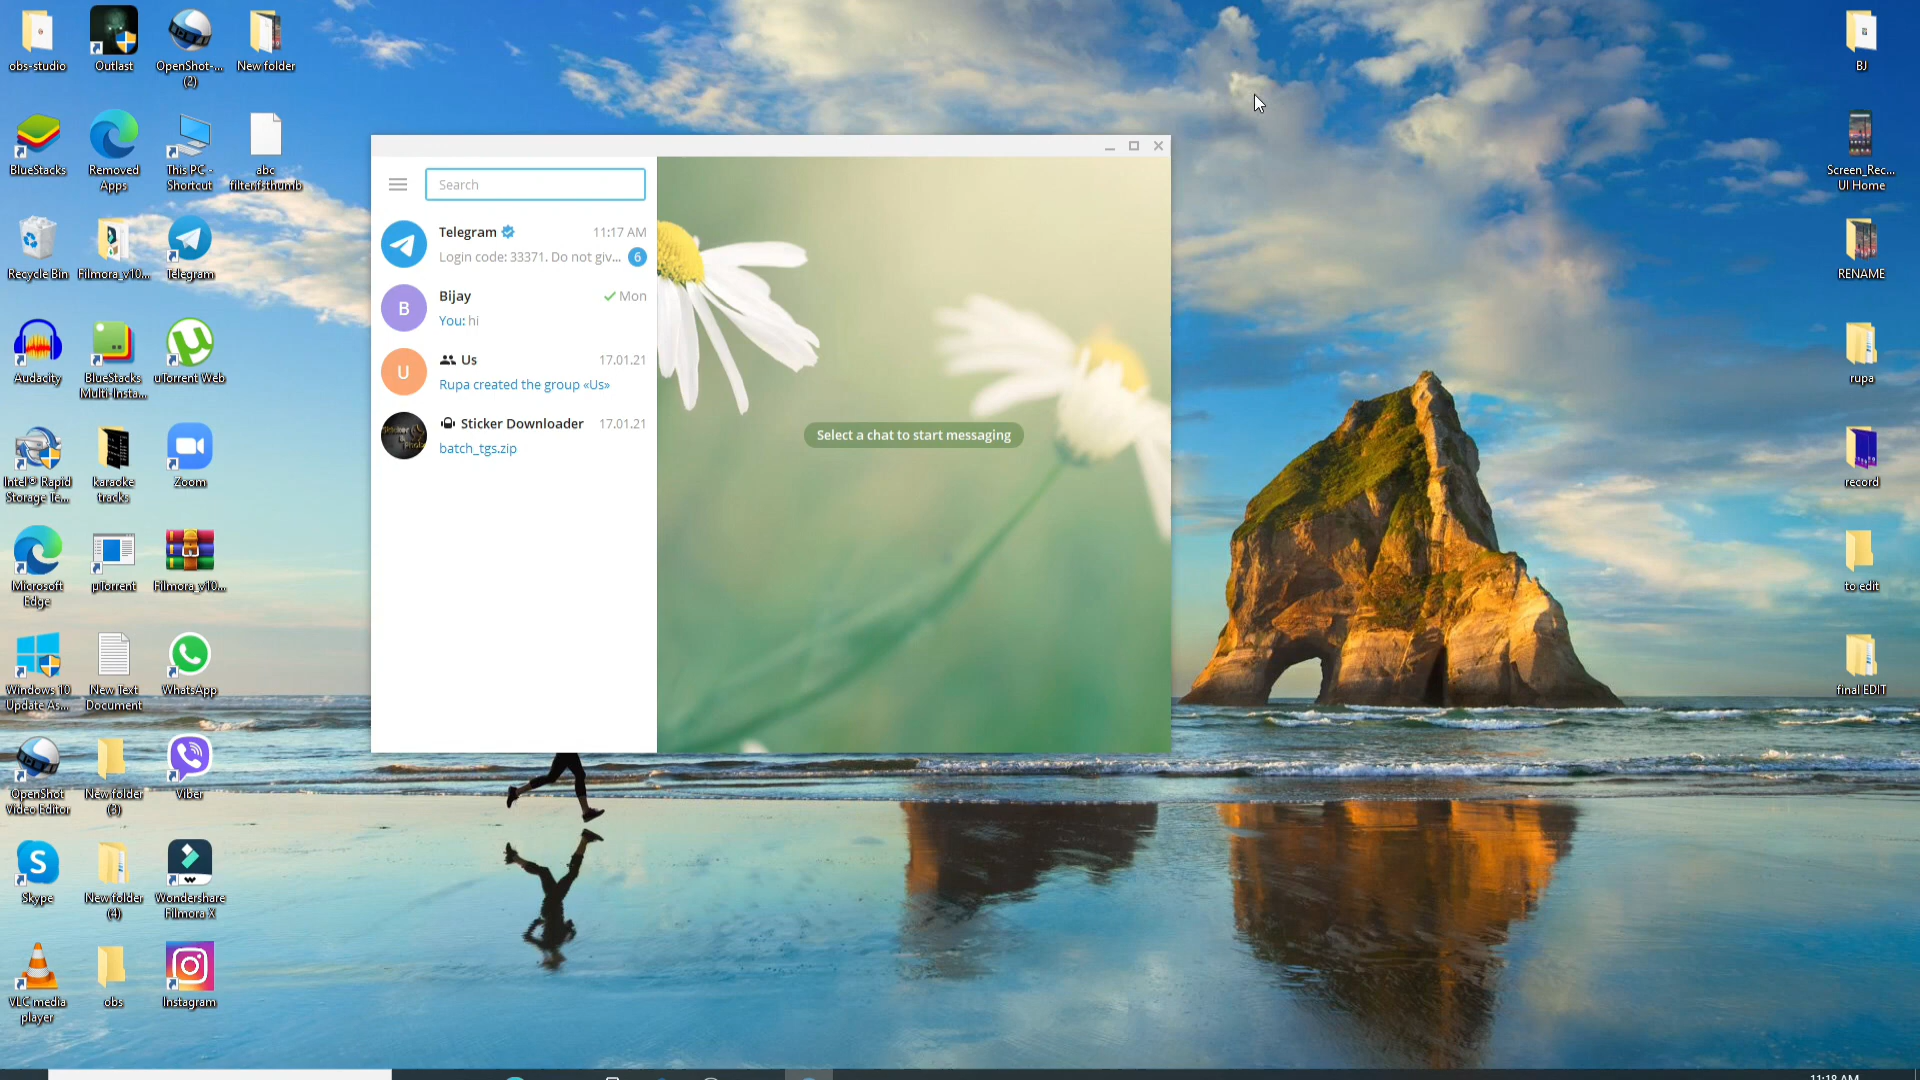 obs-studio
Outlast
OpenShot-...
(2)
New folder
BlueStacks
Removed
Apps
This PC -
Shortcut
abc
filterifsthumb
Recycle Bin
Filmora_v10...
Telegram
Audacity
BlueStacks
Multi-Insta...
uTorrent Web
Intel® Rapid
Storage Te...
karaoke
tracks
Zoom
Microsoft
Edge
µTorrent
Filmora_v10...
Windows 10
Update As...
New Text
Document
WhatsApp
OpenShot
Video Editor
New folder
(3)
Viber
Skype
New folder
(4)
Wondershare
Filmora X
VLC media
player
obs
Instagram
Search
Telegram 11:17 AM
Login code: 33371. Do not giv... 6
B
Bijay Mon
You: hi
U
Us 17.01.21
Rupa created the group «Us»
Sticker Downloader 17.01.21
batch_tgs.zip
Select a chat to start messaging
BJ
Screen_Rec...
UI Home
RENAME
rupa
record
to edit
final EDIT
11:18 AM